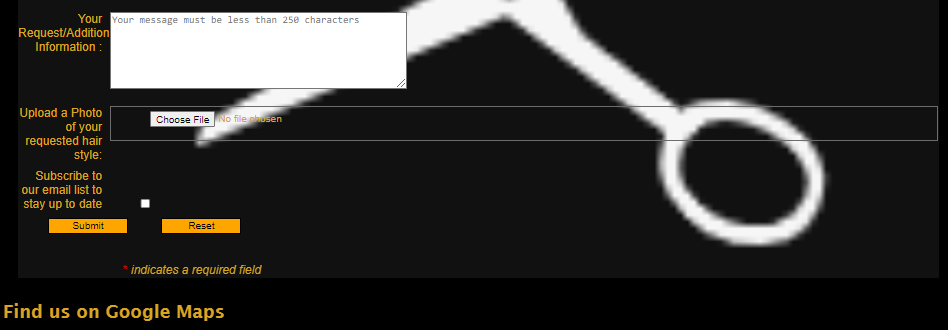 Your
Request/Addition
Information :
Your message must be less than 250 characters
Upload a Photo
of your
requested hair
style:
Choose File No file chosen
Subscribe to
our email list to
stay up to date
Submit Reset
* indicates a required field
Find us on Google Maps